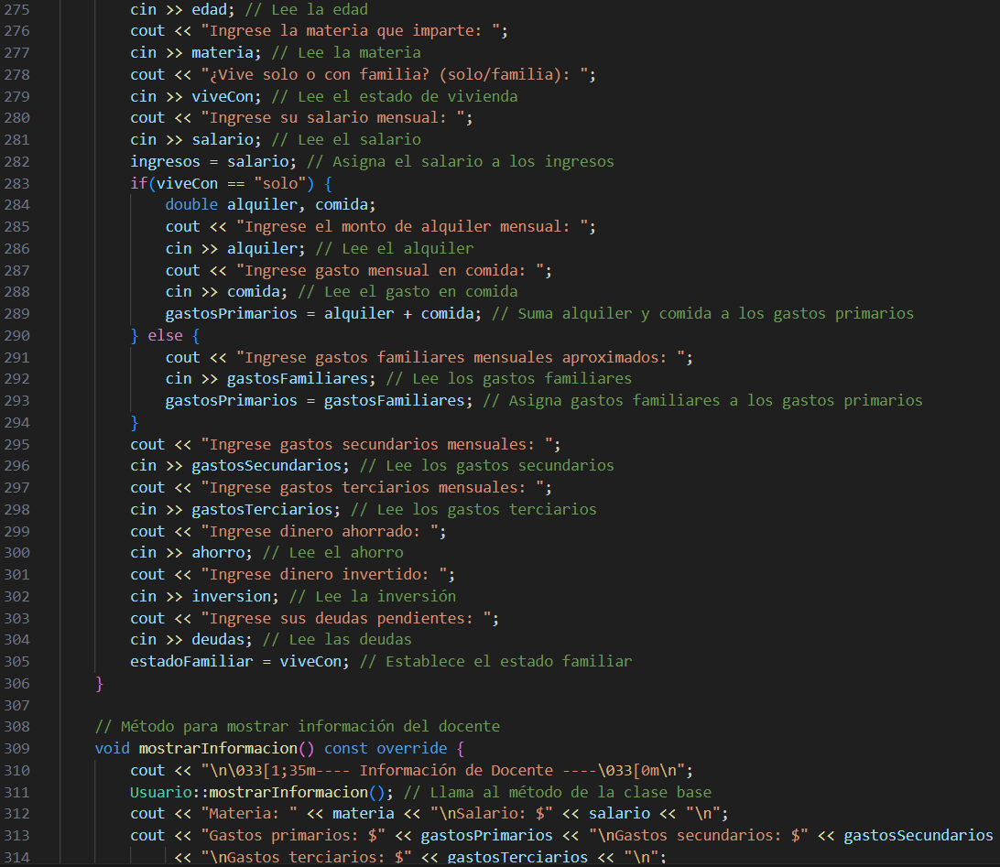 275 cin >> edad; // Lee la edad
276 cout << "Ingrese la materia que imparte: ";
277 cin >> materia; // Lee la materia
278 cout << "¿Vive solo o con familia? (solo/familia): ";
279 cin >> viveCon; // Lee el estado de vivienda
280 cout << "Ingrese su salario mensual: ";
281 cin >> salario; // Lee el salario
282 ingresos = salario; // Asigna el salario a los ingresos
283 if(viveCon == "solo") {
284 double alquiler, comida;
285 cout << "Ingrese el monto de alquiler mensual: ";
286 cin >> alquiler; // Lee el alquiler
287 cout << "Ingrese gasto mensual en comida: ";
288 cin >> comida; // Lee el gasto en comida
289 gastosPrimarios = alquiler + comida; // Suma alquiler y comida a los gastos primarios
290 } else {
291 cout << "Ingrese gastos familiares mensuales aproximados: ";
292 cin >> gastosFamiliares; // Lee los gastos familiares
293 gastosPrimarios = gastosFamiliares; // Asigna gastos familiares a los gastos primarios
294 }
295 cout << "Ingrese gastos secundarios mensuales: ";
296 cin >> gastosSecundarios; // Lee los gastos secundarios
297 cout << "Ingrese gastos terciarios mensuales: ";
298 cin >> gastosTerciarios; // Lee los gastos terciarios
299 cout << "Ingrese dinero ahorrado: ";
300 cin >> ahorro; // Lee el ahorro
301 cout << "Ingrese dinero invertido: ";
302 cin >> inversion; // Lee la inversión
303 cout << "Ingrese sus deudas pendientes: ";
304 cin >> deudas; // Lee las deudas
305 estadoFamiliar = viveCon; // Establece el estado familiar
306 }
307
308 // Método para mostrar información del docente
309 void mostrarInformacion() const override {
310 cout << "\n\033[1;35m---- Información de Docente ----\033[0m\n";
311 Usuario::mostrarInformacion(); // Llama al método de la clase base
312 cout << "Materia: " << materia << "\nSalario: $" << salario << "\n";
313 cout << "Gastos primarios: $" << gastosPrimarios << "\nGastos secundarios: $" << gastosSecundarios
314 << "\nGastos terciarios: $" << gastosTerciarios << "\n";